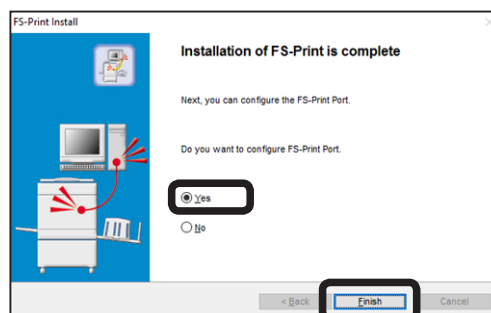 FS-Print Install
Installation of FS-Print is complete
Next, you can configure the FS-Print Port.
Do you want to configure FS-Print Port.
Yes
No
< Back
Finish
Cancel